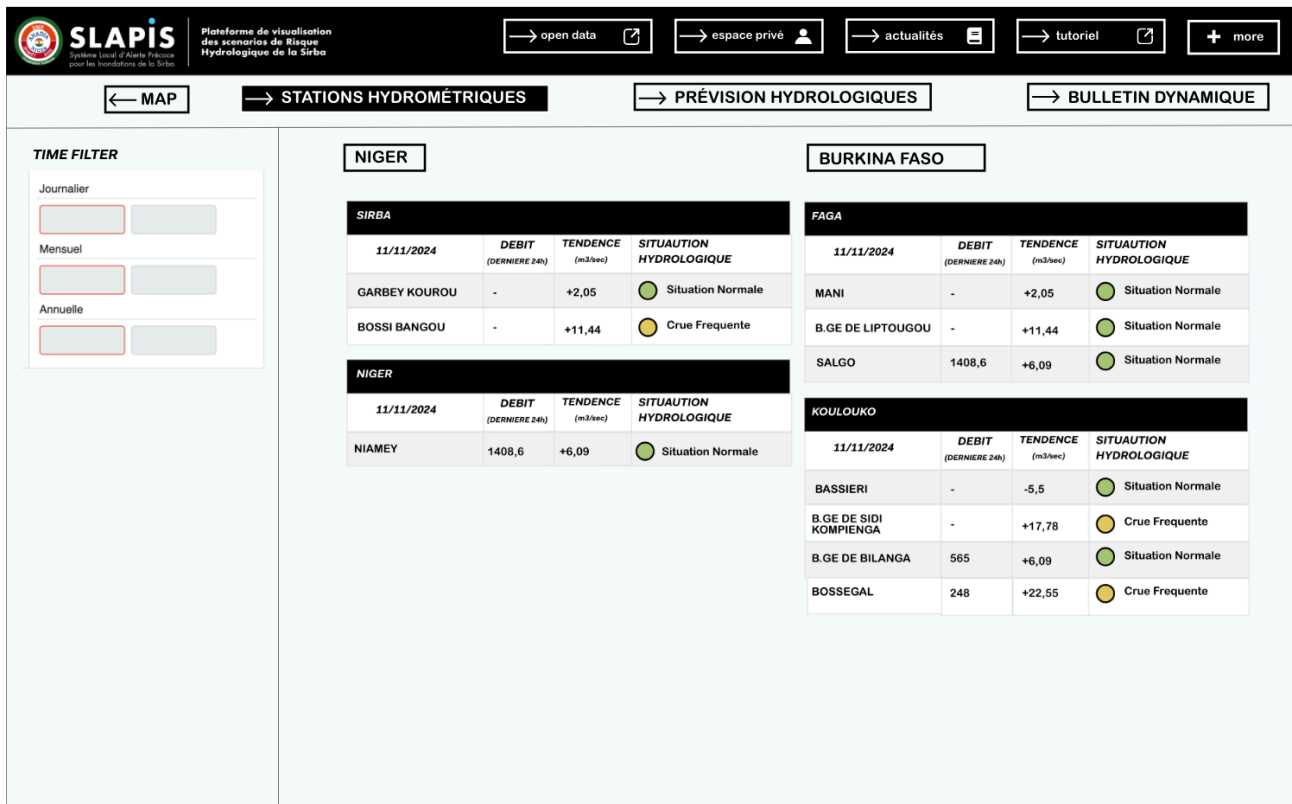 SLAPIS
Système Local d'Alerte Précoce
pour les Inondations de la Sirba
Plateforme de visualisation
des scenarios de Risque
Hydrologique de la Sirba
open data
espace privé
actualités
tutoriel
+ more
MAP
STATIONS HYDROMÉTRIQUES
PRÉVISION HYDROLOGIQUES
BULLETIN DYNAMIQUE
TIME FILTER
Journalier
Mensuel
Annuelle
NIGER
SIRBA
11/11/2024 DEBIT (DERNIERE 24h) TENDENCE (m3/sec) SITUAUTION HYDROLOGIQUE
GARBEY KOUROU - +2,05 Situation Normale
BOSSI BANGOU - +11,44 Crue Frequente
NIGER
11/11/2024 DEBIT (DERNIERE 24h) TENDENCE (m3/sec) SITUAUTION HYDROLOGIQUE
NIAMEY 1408,6 +6,09 Situation Normale
BURKINA FASO
FAGA
11/11/2024 DEBIT (DERNIERE 24h) TENDENCE (m3/sec) SITUAUTION HYDROLOGIQUE
MANI - +2,05 Situation Normale
B.GE DE LIPTOUGOU - +11,44 Situation Normale
SALGO 1408,6 +6,09 Situation Normale
KOULOUKO
11/11/2024 DEBIT (DERNIERE 24h) TENDENCE (m3/sec) SITUAUTION HYDROLOGIQUE
BASSIERI - -5,5 Situation Normale
B.GE DE SIDI KOMPIENGA - +17,78 Crue Frequente
B.GE DE BILANGA 565 +6,09 Situation Normale
BOSSEGAL 248 +22,55 Crue Frequente